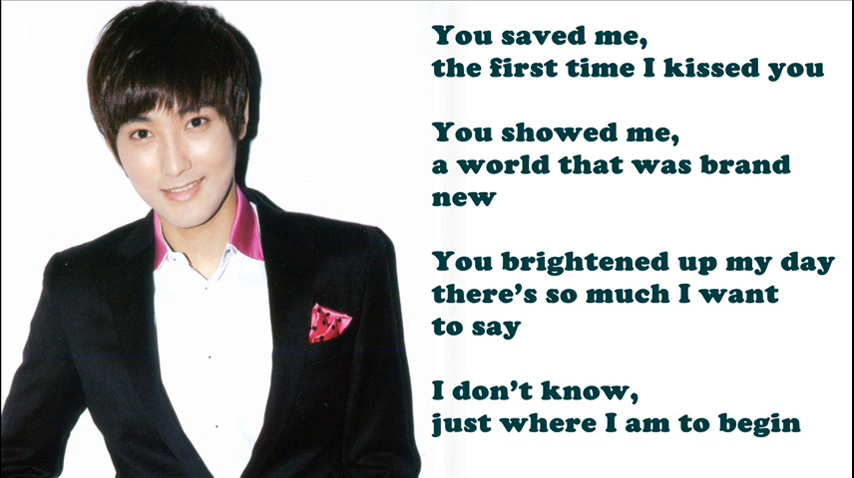 You saved me,
the first time I kissed you
You showed me,
a world that was brand
new
You brightened up my day
there's so much I want
to say
I don't know,
just where I am to begin